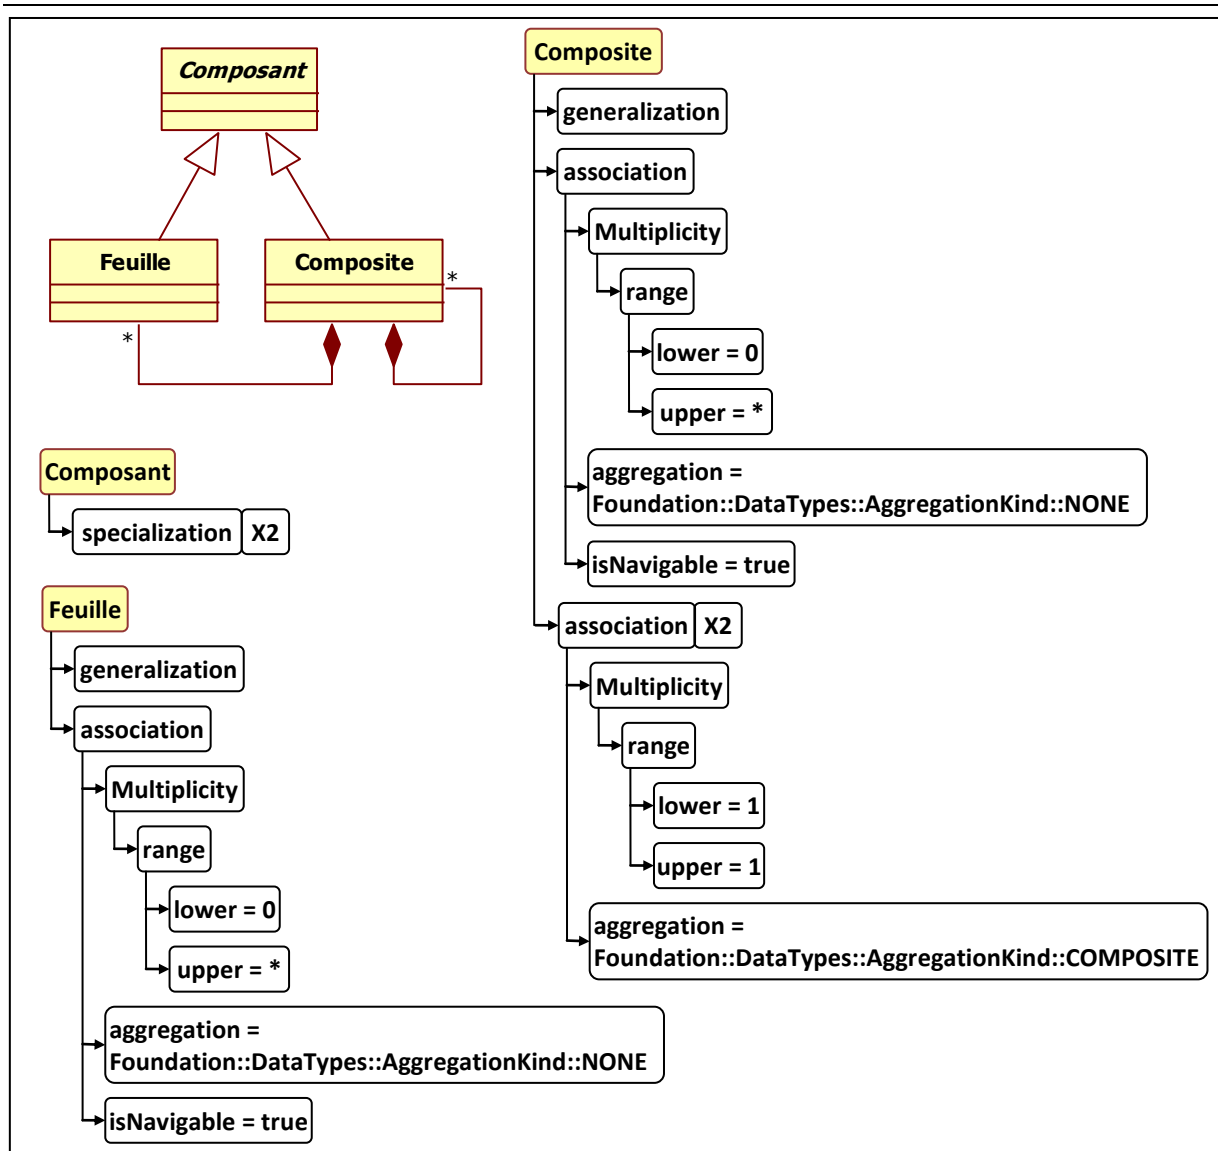 Composant
Feuille
Composite
*
*
Composant
specialization X2
Feuille
generalization
association
Multiplicity
range
lower = 0
upper = *
aggregation =
Foundation::DataTypes::AggregationKind::NONE
isNavigable = true
Composite
generalization
association
Multiplicity
range
lower = 0
upper = *
aggregation =
Foundation::DataTypes::AggregationKind::NONE
isNavigable = true
association X2
Multiplicity
range
lower = 1
upper = 1
aggregation =
Foundation::DataTypes::AggregationKind::COMPOSITE